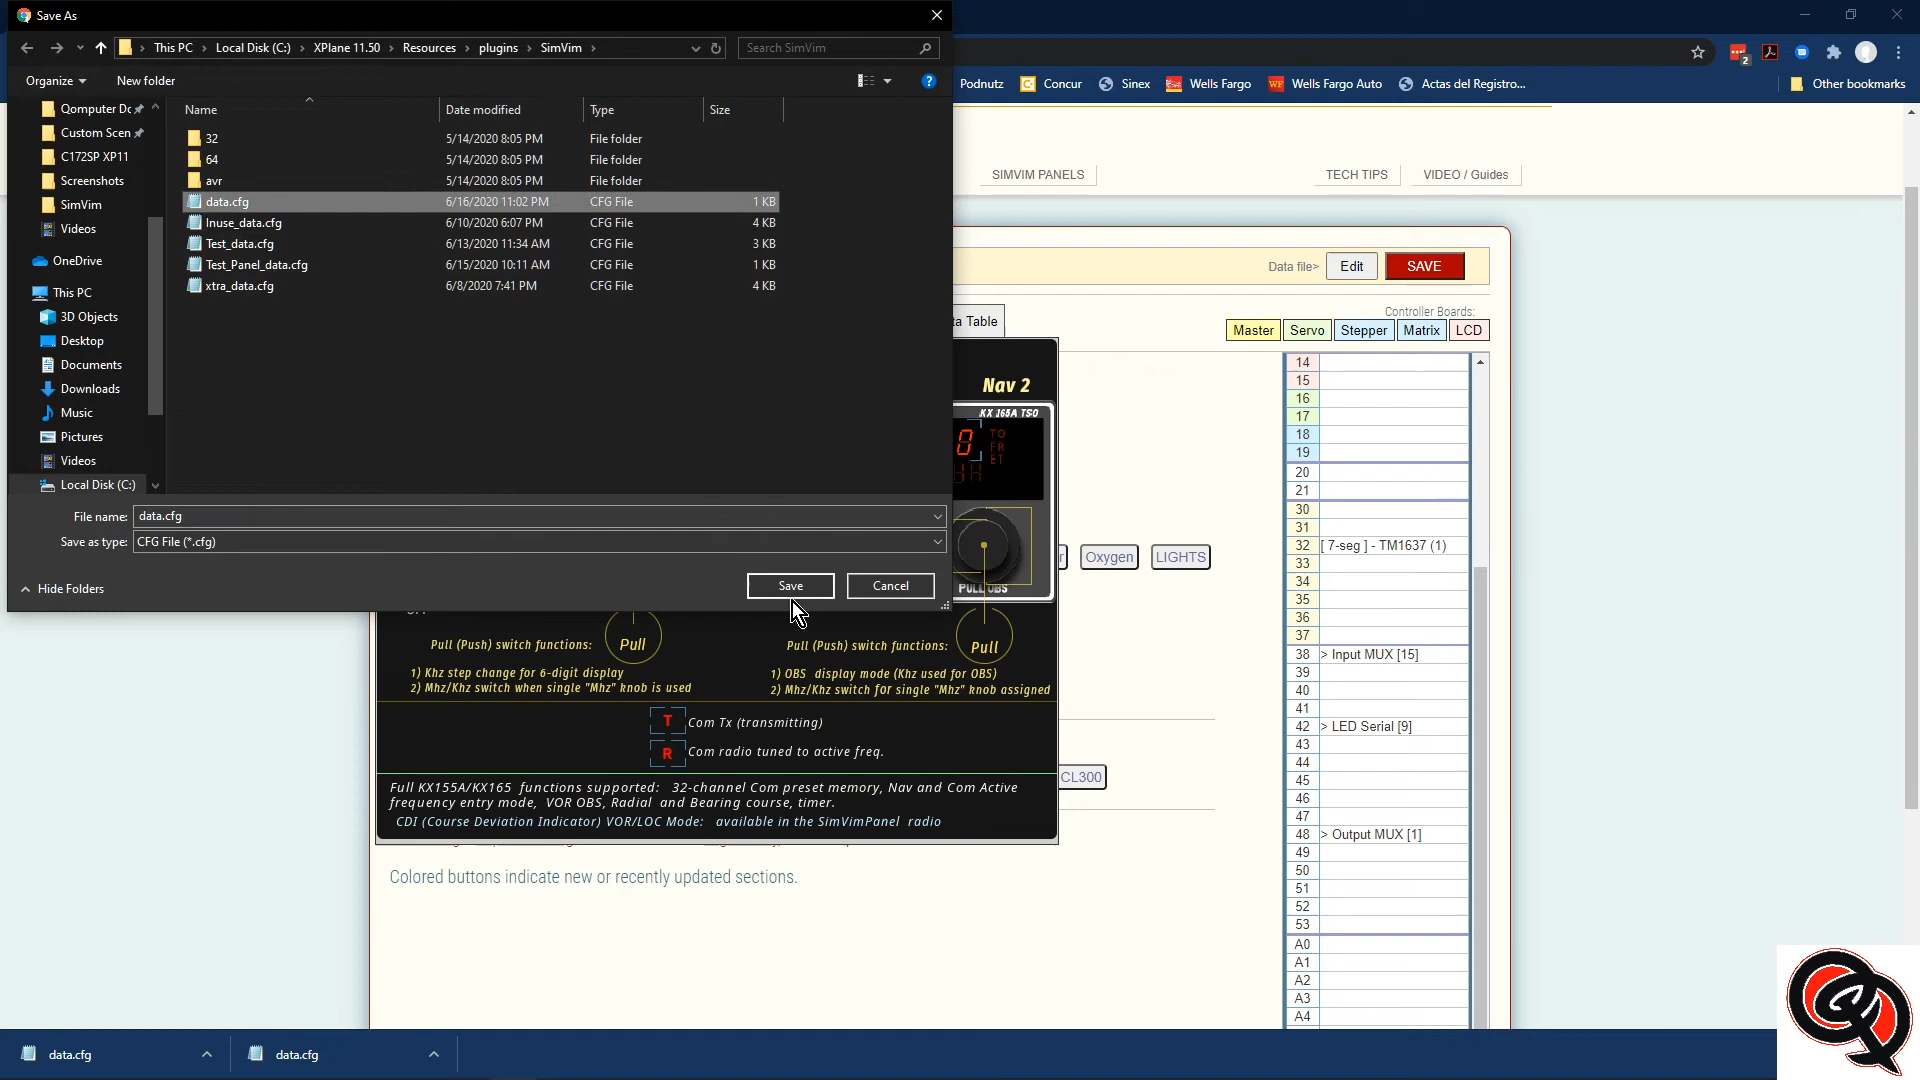 Save As
This PC > Local Disk (C:) > XPlane 11.50 > Resources > plugins > SimVim >
Search SimVim
Organize
New folder
Name
Date modified
Type
Size
Qomputer Dc
Custom Scen
C172SP XP11
Screenshots
SimVim
Videos
OneDrive
This PC
3D Objects
Desktop
Documents
Downloads
Music
Pictures
Videos
Local Disk (C:)
32 5/14/2020 8:05 PM File folder
64 5/14/2020 8:05 PM File folder
avr 5/14/2020 8:05 PM File folder
data.cfg 6/16/2020 11:02 PM CFG File 1 KB
Inuse_data.cfg 6/10/2020 6:07 PM CFG File 4 KB
Test_data.cfg 6/13/2020 11:34 AM CFG File 3 KB
Test_Panel_data.cfg 6/15/2020 10:11 AM CFG File 1 KB
xtra_data.cfg 6/8/2020 7:41 PM CFG File 4 KB
File name: data.cfg
Save as type: CFG File (*.cfg)
Hide Folders
Save
Cancel
2
Podnutz
Concur
Sinex
Wells Fargo
Wells Fargo Auto
Actas del Registro...
Other bookmarks
SIMVIM PANELS
TECH TIPS
VIDEO / Guides
Data file>
Edit
SAVE
ta Table
Controller Boards:
Master
Servo
Stepper
Matrix
LCD
Nav 2
KX 165A TSO
0
TO
FR
ET
PULL OBS
r
Oxygen
LIGHTS
CL300
Pull (Push) switch functions:
Pull
1) Khz step change for 6-digit display
2) Mhz/Khz switch when single "Mhz" knob is used
Pull (Push) switch functions:
Pull
1) OBS display mode (Khz used for OBS)
2) Mhz/Khz switch for single "Mhz" knob assigned
T Com Tx (transmitting)
R Com radio tuned to active freq.
Full KX155A/KX165 functions supported: 32-channel Com preset memory, Nav and Com Active
frequency entry mode, VOR OBS, Radial and Bearing course, timer.
CDI (Course Deviation Indicator) VOR/LOC Mode: available in the SimVimPanel radio
Colored buttons indicate new or recently updated sections.
14
15
16
17
18
19
20
21
30
31
32 [ 7-seg ] - TM1637 (1)
33
34
35
36
37
38 > Input MUX [15]
39
40
41
42 > LED Serial [9]
43
44
45
46
47
48 > Output MUX [1]
49
50
51
52
53
A0
A1
A2
A3
A4
data.cfg
data.cfg